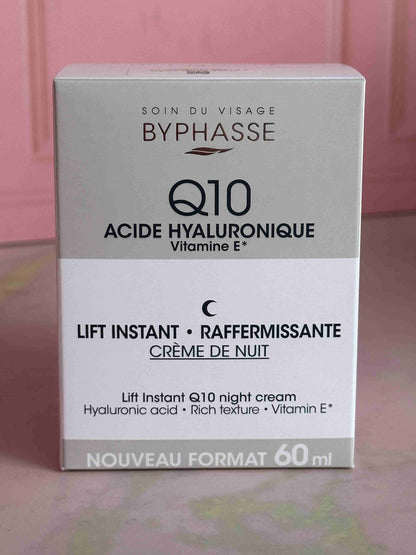 SOIN DU VISAGE
BYPHASSE
Q10
ACIDE HYALURONIQUE
Vitamine E*
LIFT INSTANT • RAFFERMISSANTE
CRÈME DE NUIT
Lift Instant Q10 night cream
Hyaluronic acid • Rich texture • Vitamin E*
NOUVEAU FORMAT 60 ml